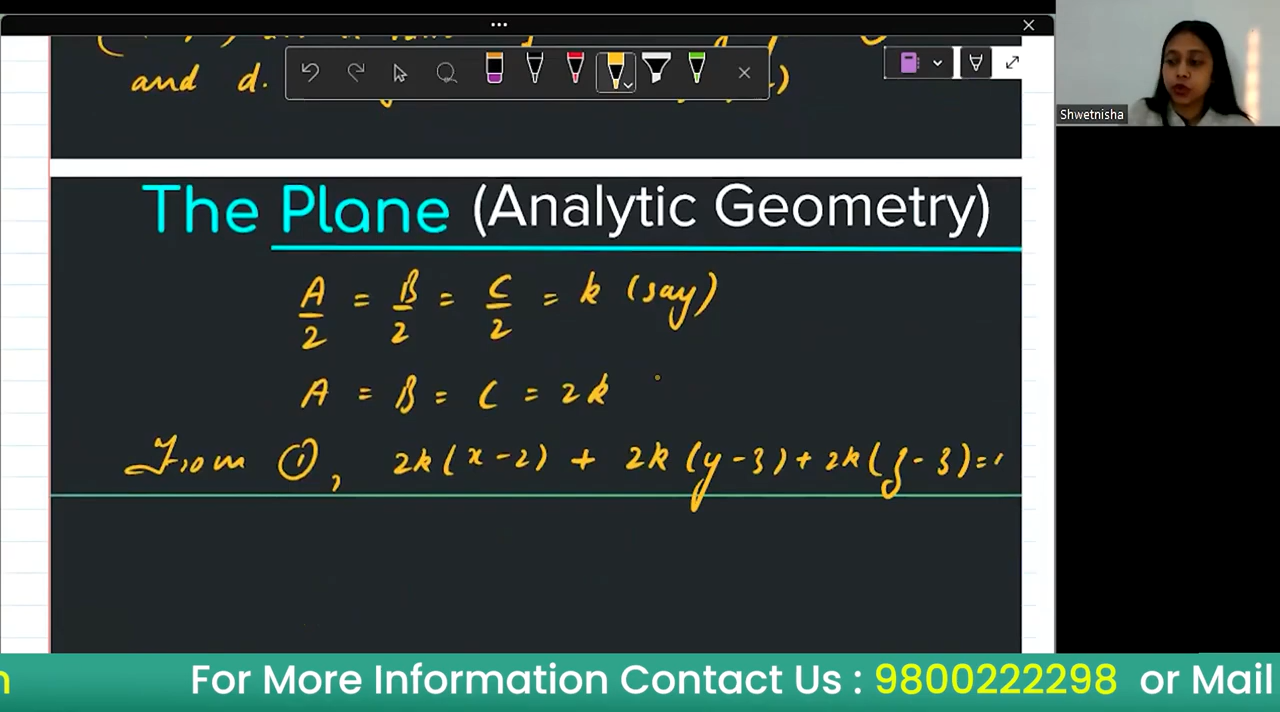 and d.
Shwetnisha
The Plane (Analytic Geometry)
A/2 = B/2 = C/2 = k (say)
A = B = C = 2k
From ①, 2k(x-2) + 2k(y-3) + 2k(z-3) =
For More Information Contact Us : 9800222298 or Mail